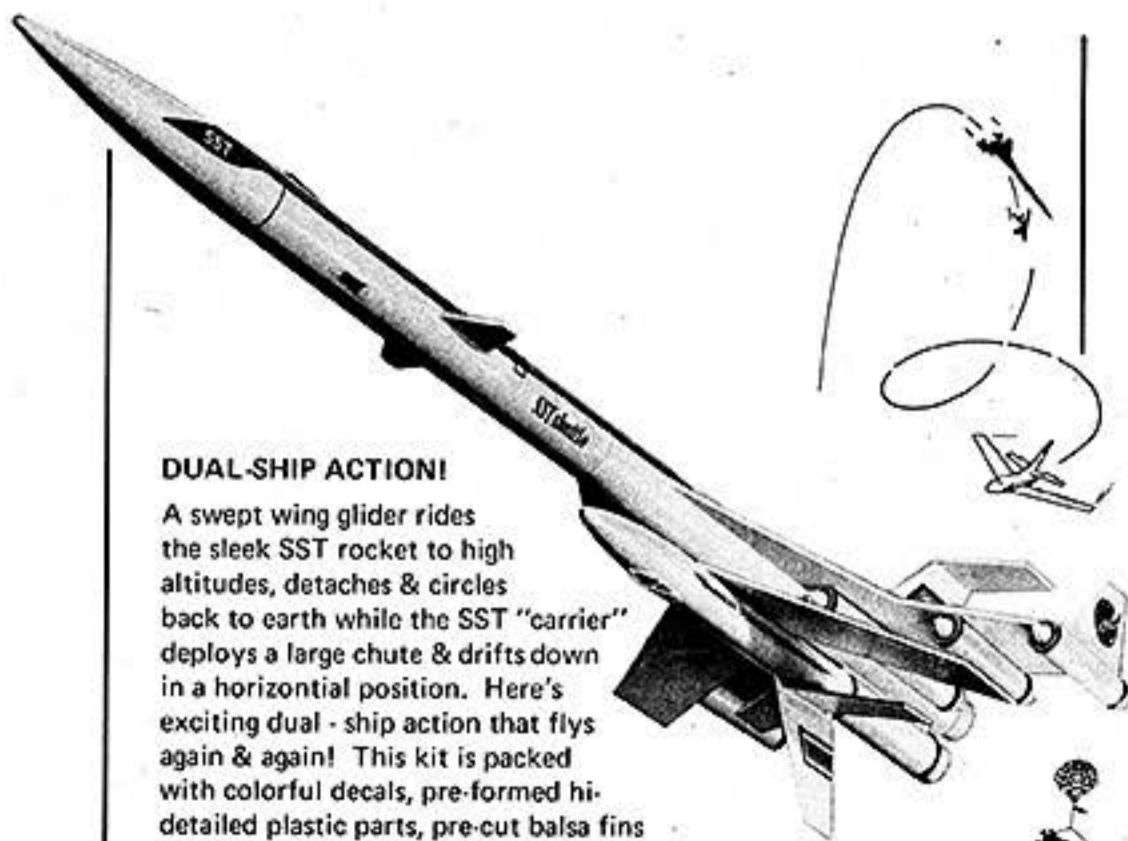 SST
SST shuttle
DUAL-SHIP ACTION!
A swept wing glider rides
the sleek SST rocket to high
altitudes, detaches & circles
back to earth while the SST "carrier"
deploys a large chute & drifts down
in a horizontial position. Here's
exciting dual - ship action that flys
again & again! This kit is packed
with colorful decals, pre-formed hi-
detailed plastic parts, pre-cut balsa fins